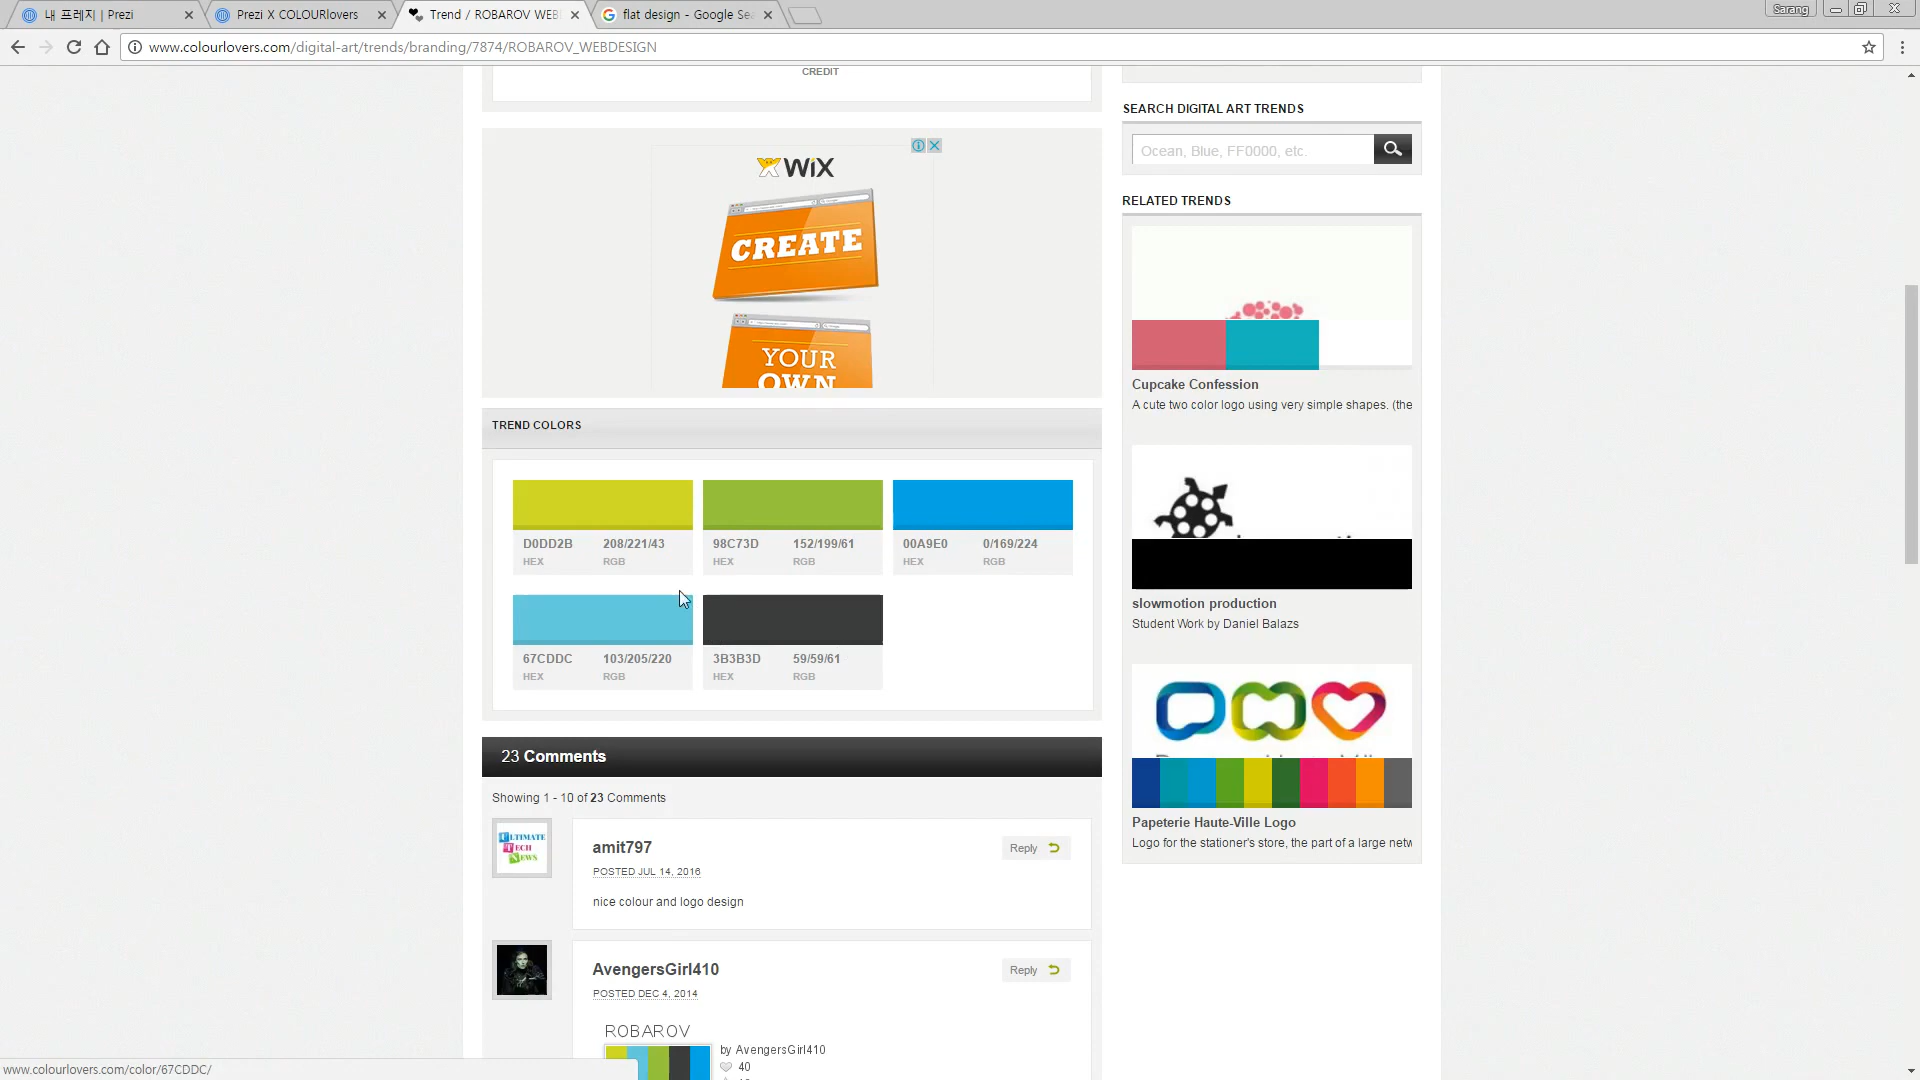 내 프레지 | Prezi
Prezi X COLOURlovers
Trend / ROBAROV WEB
flat design - Google Se
Sarang
www.colourlovers.com/digital-art/trends/branding/7874/ROBAROV_WEBDESIGN
CREDIT
WiX
CREATE
YOUR
OWN
TREND COLORS
D0DD2B 208/221/43
HEX RGB
98C73D 152/199/61
HEX RGB
00A9E0 0/169/224
HEX RGB
67CDDC 103/205/220
HEX RGB
3B3B3D 59/59/61
HEX RGB
23 Comments
Showing 1 - 10 of 23 Comments
ULTIMATE
TECH
NEWS
amit797
Reply
POSTED JUL 14, 2016
nice colour and logo design
AvengersGirl410
Reply
POSTED DEC 4, 2014
ROBAROV
by AvengersGirl410
40
SEARCH DIGITAL ART TRENDS
Ocean, Blue, FF0000, etc.
RELATED TRENDS
Cupcake Confession
A cute two color logo using very simple shapes. (the
slowmotion production
Student Work by Daniel Balazs
Papeterie Haute-Ville Logo
Logo for the stationer's store, the part of a large netw
www.colourlovers.com/color/67CDDC/